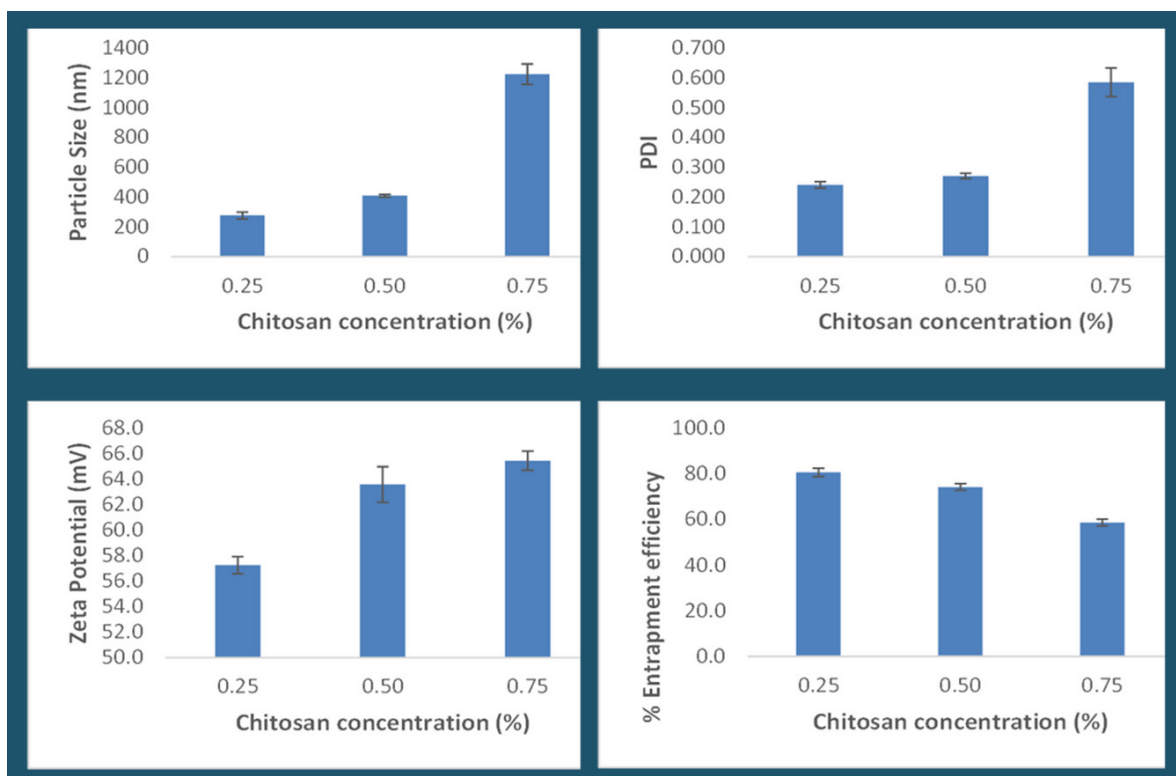 1400
1200
1000
800
600
400
200
0
Particle Size (nm)
0.25 0.50 0.75
Chitosan concentration (%)
0.700
0.600
0.500
0.400
0.300
0.200
0.100
0.000
PDI
0.25 0.50 0.75
Chitosan concentration (%)
68.0
66.0
64.0
62.0
60.0
58.0
56.0
54.0
52.0
50.0
Zeta Potential (mV)
0.25 0.50 0.75
Chitosan concentration (%)
100.0
80.0
60.0
40.0
20.0
0.0
% Entrapment efficiency
0.25 0.50 0.75
Chitosan concentration (%)